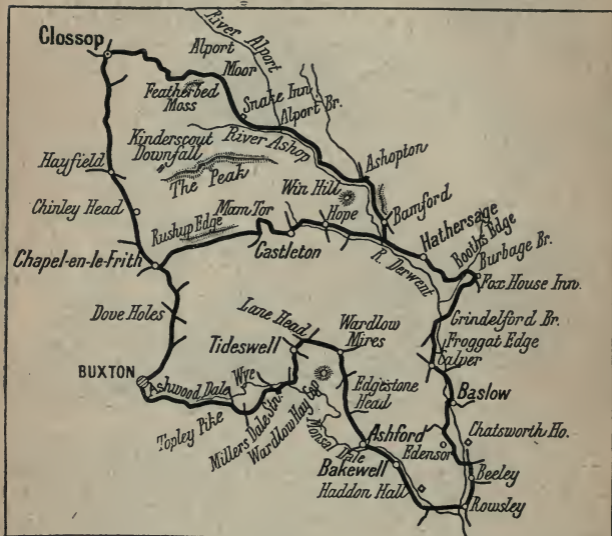 River Alport
Clossop
Alport
Moor
Featherbed
Moss
Snake Inn.
Alport Br.
Kinderscout
Downfall
River Ashop
Ashopton
Hayfield
The Peak
Win Hill
Bamford
Chinley Head
Rushup Edge
Mam Tor
Hope
Hathersage
Booths Edge
Burbage Br.
Castleton
R. Derwent
Fox House Inn.
Chapel-en-le-Frith
Dove Holes
Lane Head
Wardlow
Mires
Grindelford Br.
Froggat Edge
Calver
Tideswell
BUXTON
Ashwood Dale
Wye
Edgestone
Head
Baslow
Topley Pike
Millers Dale Stn.
Wardlow Hay Cop
Monsal
Dale
Ashford
Edensor
Chatsworth Ho.
Bakewell
Beeley
Haddon Hall
Rowsley